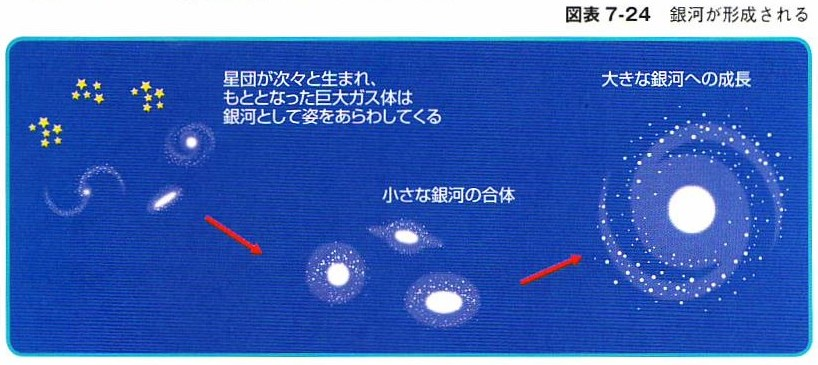 図表 7-24 銀河が形成される
星団が次々と生まれ、
もととなった巨大ガス体は
銀河として姿をあらわしてくる
小さな銀河の合体
大きな銀河への成長